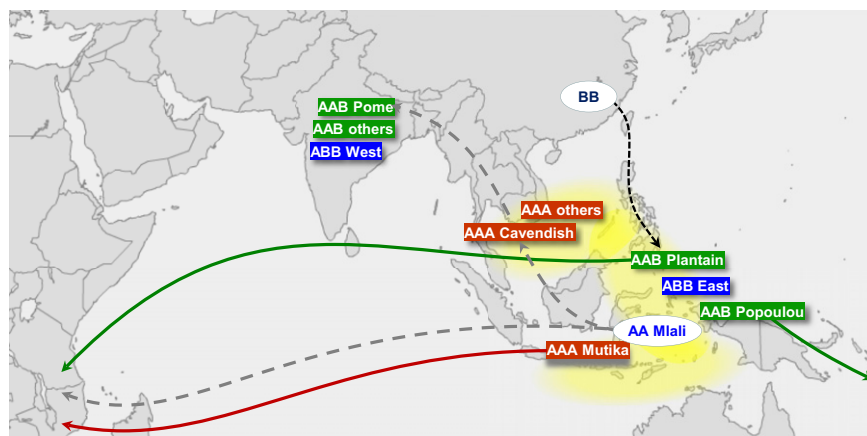 BB
AAB Pome
AAB others
ABB West
AAA others
AAA Cavendish
AAB Plantain
ABB East
AAB Popoulou
AA Mlali
AAA Mutika